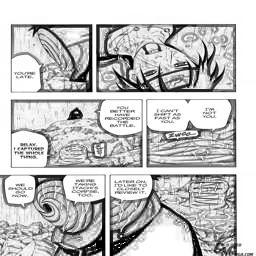 YOU'RE
LATE.
I'M
NOT YOU.
I CAN'T
SHIFT AS
FAST AS
YOU.
YOU
BETTER
HAVE
RECORDED
THE
BATTLE.
RELAX.
I CAPTURED
THE WHOLE
THING.
LATER ON,
I'D LIKE TO
CLOSELY
REVIEW IT.
WE'RE
TAKING
ITACHI'S
CORPSE,
TOO.
WE
SHOULD
GO
NOW.